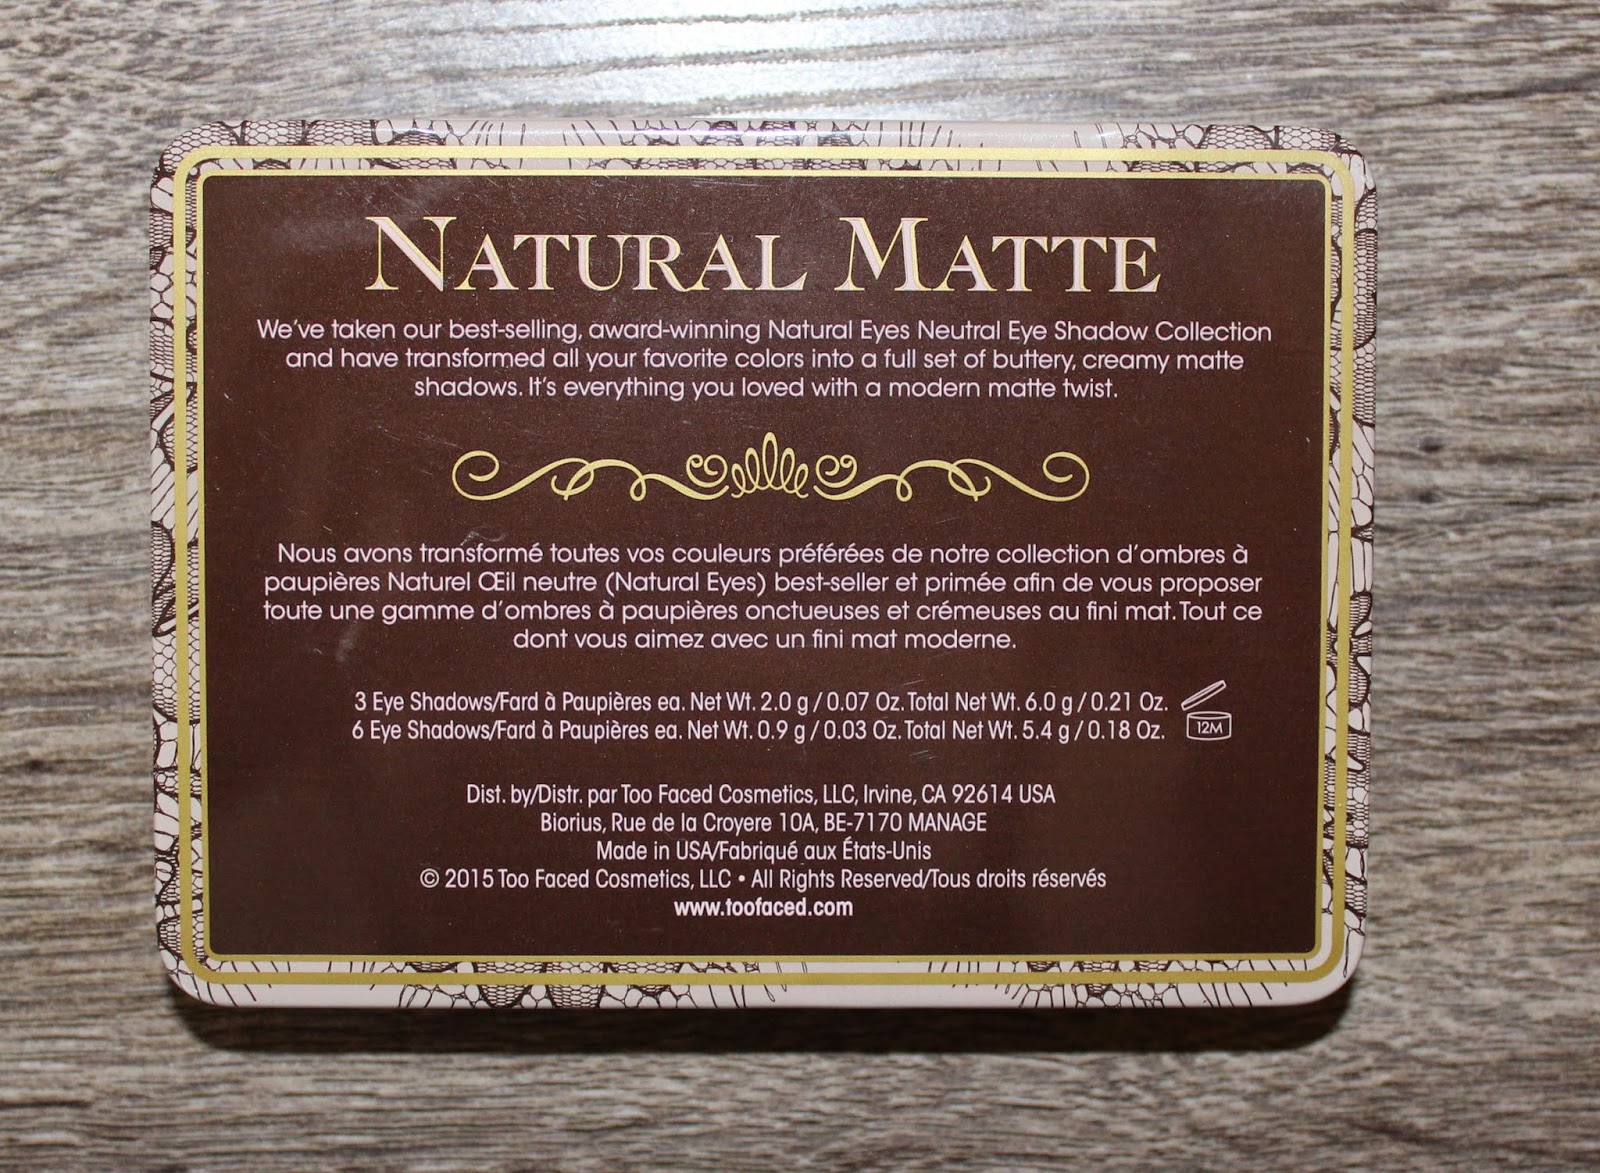 NATURAL MATTE
We've taken our best-selling, award-winning Natural Eyes Neutral Eye Shadow Collection
and have transformed all your favorite colors into a full set of buttery, creamy matte
shadows. It's everything you loved with a modern matte twist.
Nous avons transformé toutes vos couleurs préférées de notre collection d'ombres à
paupières Naturel Œil neutre (Natural Eyes) best-seller et primée afin de vous proposer
toute une gamme d'ombres à paupières onctueuses et crémeuses au fini mat. Tout ce
dont vous aimez avec un fini mat moderne.
3 Eye Shadows/Fard à Paupières ea. Net Wt. 2.0 g / 0.07 Oz. Total Net Wt. 6.0 g / 0.21 Oz.
6 Eye Shadows/Fard à Paupières ea. Net Wt. 0.9 g / 0.03 Oz. Total Net Wt. 5.4 g / 0.18 Oz.
12M
Dist. by/Distr. par Too Faced Cosmetics, LLC, Irvine, CA 92614 USA
Biorius, Rue de la Croyere 10A, BE-7170 MANAGE
Made in USA/Fabriqué aux États-Unis
© 2015 Too Faced Cosmetics, LLC • All Rights Reserved/Tous droits réservés
www.toofaced.com